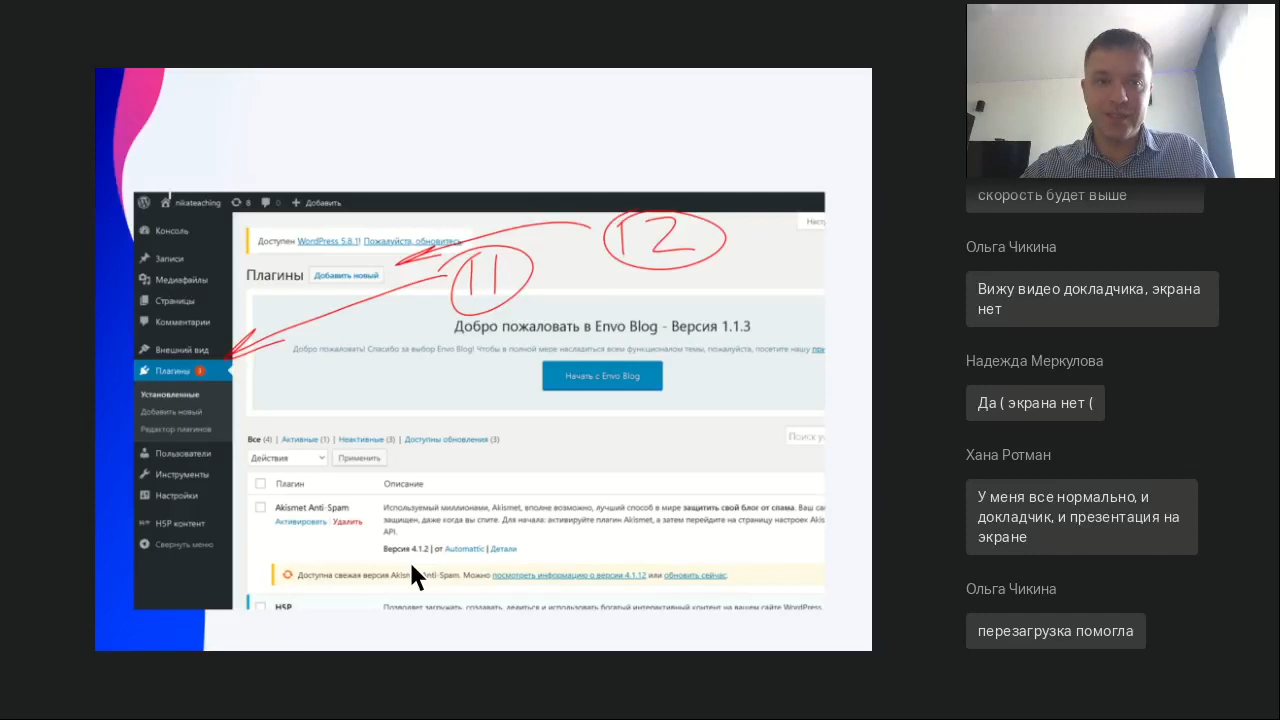 nikateaching 8 0 Добавить
Консоль
Записи
Медиафайлы
Страницы
Комментарии
Внешний вид
Плагины 3
Установленные
Добавить новый
Редактор плагинов
Пользователи
Инструменты
Настройки
H5P H5P контент
Свернуть меню
Доступен WordPress 5.8.1! Пожалуйста, обновитесь.
12
11
Плагины Добавить новый
Добро пожаловать в Envo Blog - Версия 1.1.3
Добро пожаловать! Спасибо за выбор Envo Blog! Чтобы в полной мере насладиться всем функционалом темы, пожалуйста, посетите нашу
Начать с Envo Blog
Все (4) | Активные (1) | Неактивные (3) | Доступны обновления (3)
Поиск
Действия Применить
Плагин Описание
Akismet Anti-Spam
Активировать | Удалить
Используемый миллионами, Akismet, вполне возможно, лучший способ в мире защитить свой блог от спама. Ваш
защищен, даже когда вы спите. Для начала: активируйте плагин Akismet, а затем перейдите на страницу настроек
API.
Версия 4.1.2 | от Automattic | Детали
Доступна свежая версия Akismet Anti-Spam. Можно посмотреть информацию о версии 4.1.12 или обновить сейчас.
H5P
Позволяет загружать, создавать, делиться и использовать богатый интерактивный контент на вашем сайте WordPress.
скорость будет выше
Ольга Чикина
Вижу видео докладчика, экрана
нет
Надежда Меркулова
Да ( экрана нет (
Хана Ротман
У меня все нормально, и
докладчик, и презентация на
экране
Ольга Чикина
перезагрузка помогла